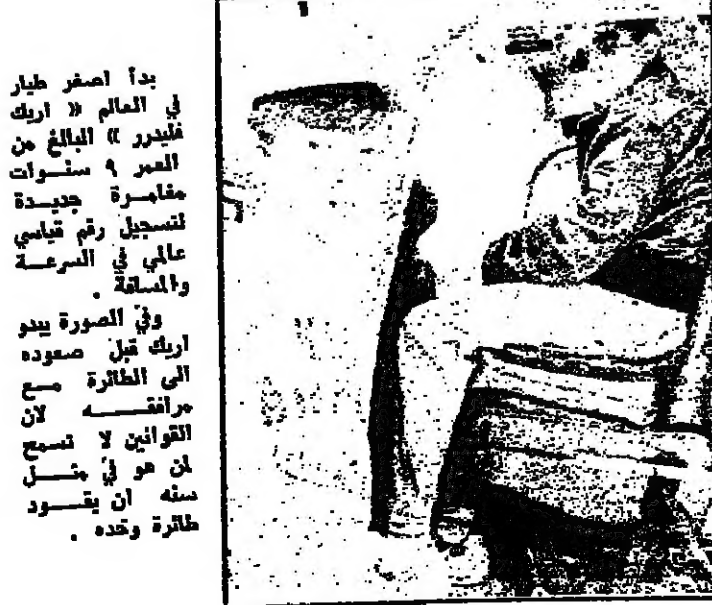 بدأ اصغر طيار
في العالم « اريك
فليدرر » البالغ من
العمر ٩ سنوات
مغامرة جديدة
لتسجيل رقم قياسي
عالمي في السرعة
والمسافة .
وفي الصورة يبدو
اريك قبل صعوده
الى الطائرة مع
مرافقه لان
القوانين لا تسمح
لمن هو في مثل
سنه ان يقود
طائرة وحده .